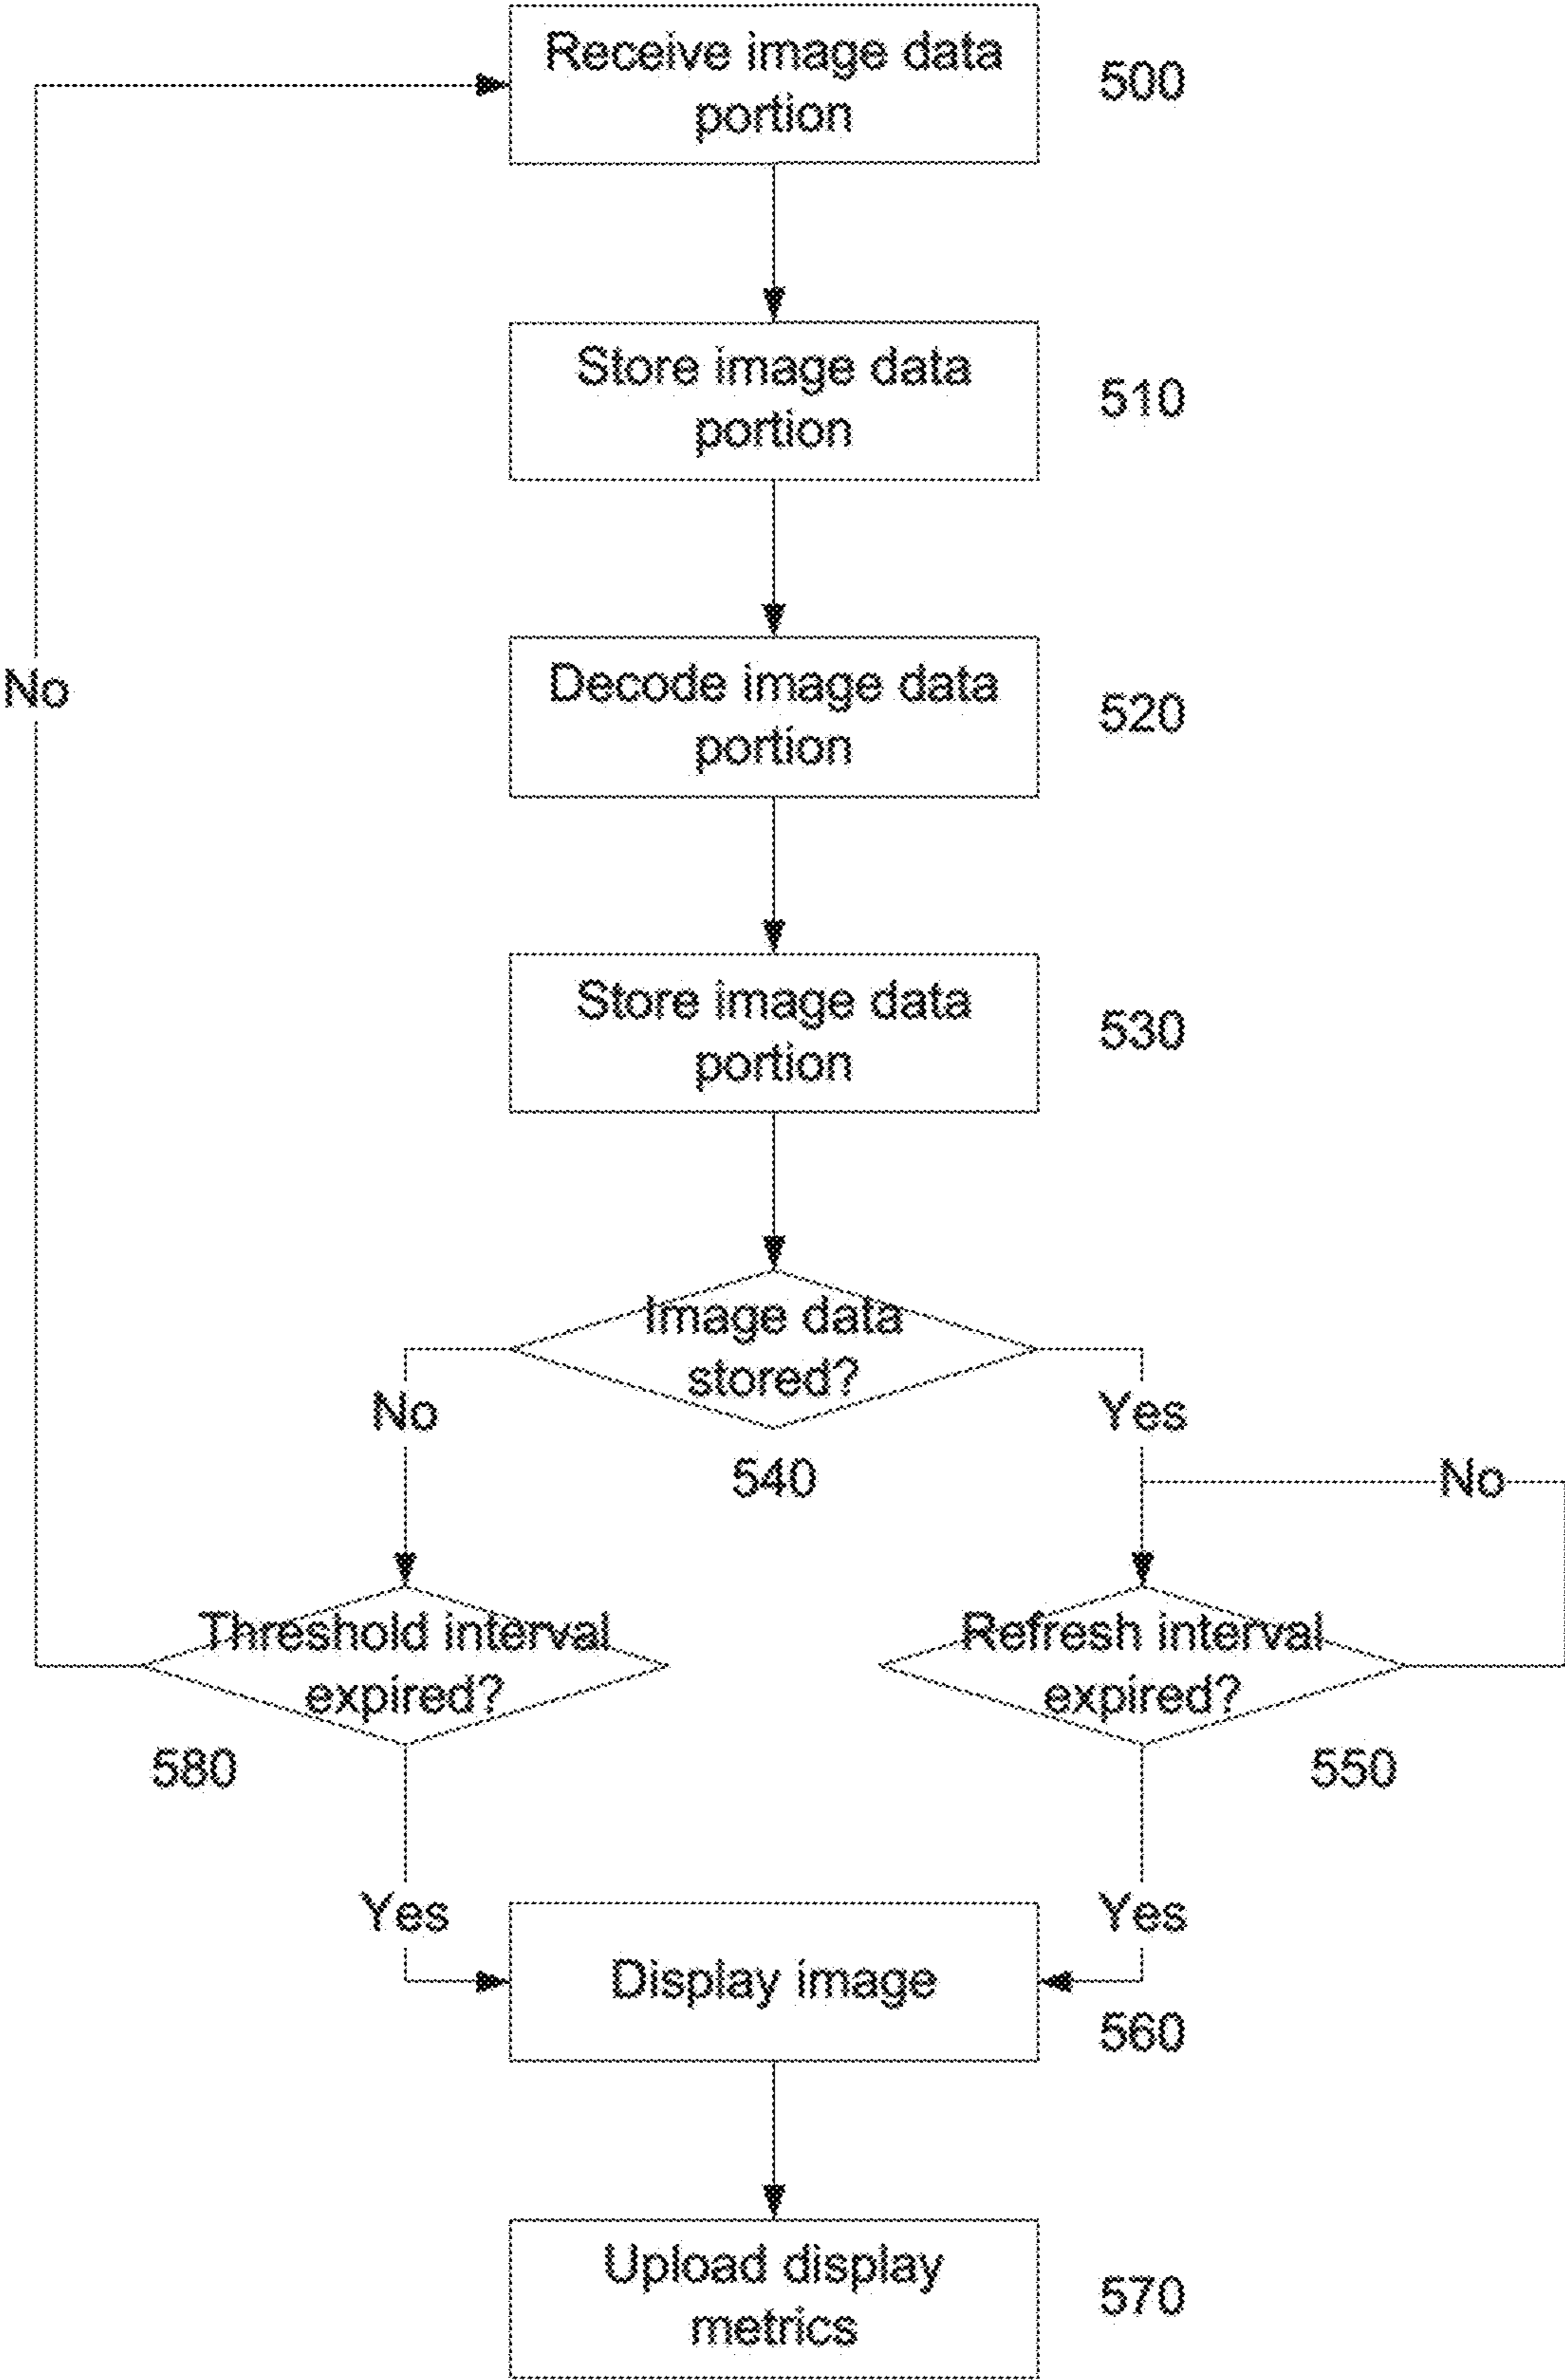 Receive image data
portion
500
Store image data
portion
510
Decode image data
portion
520
No
Store image data
portion
530
Image data
stored?
No
Yes
540
No
Threshold interval
expired?
580
Refresh interval
expired?
550
Yes
Yes
Display image
560
Upload display
metrics
570